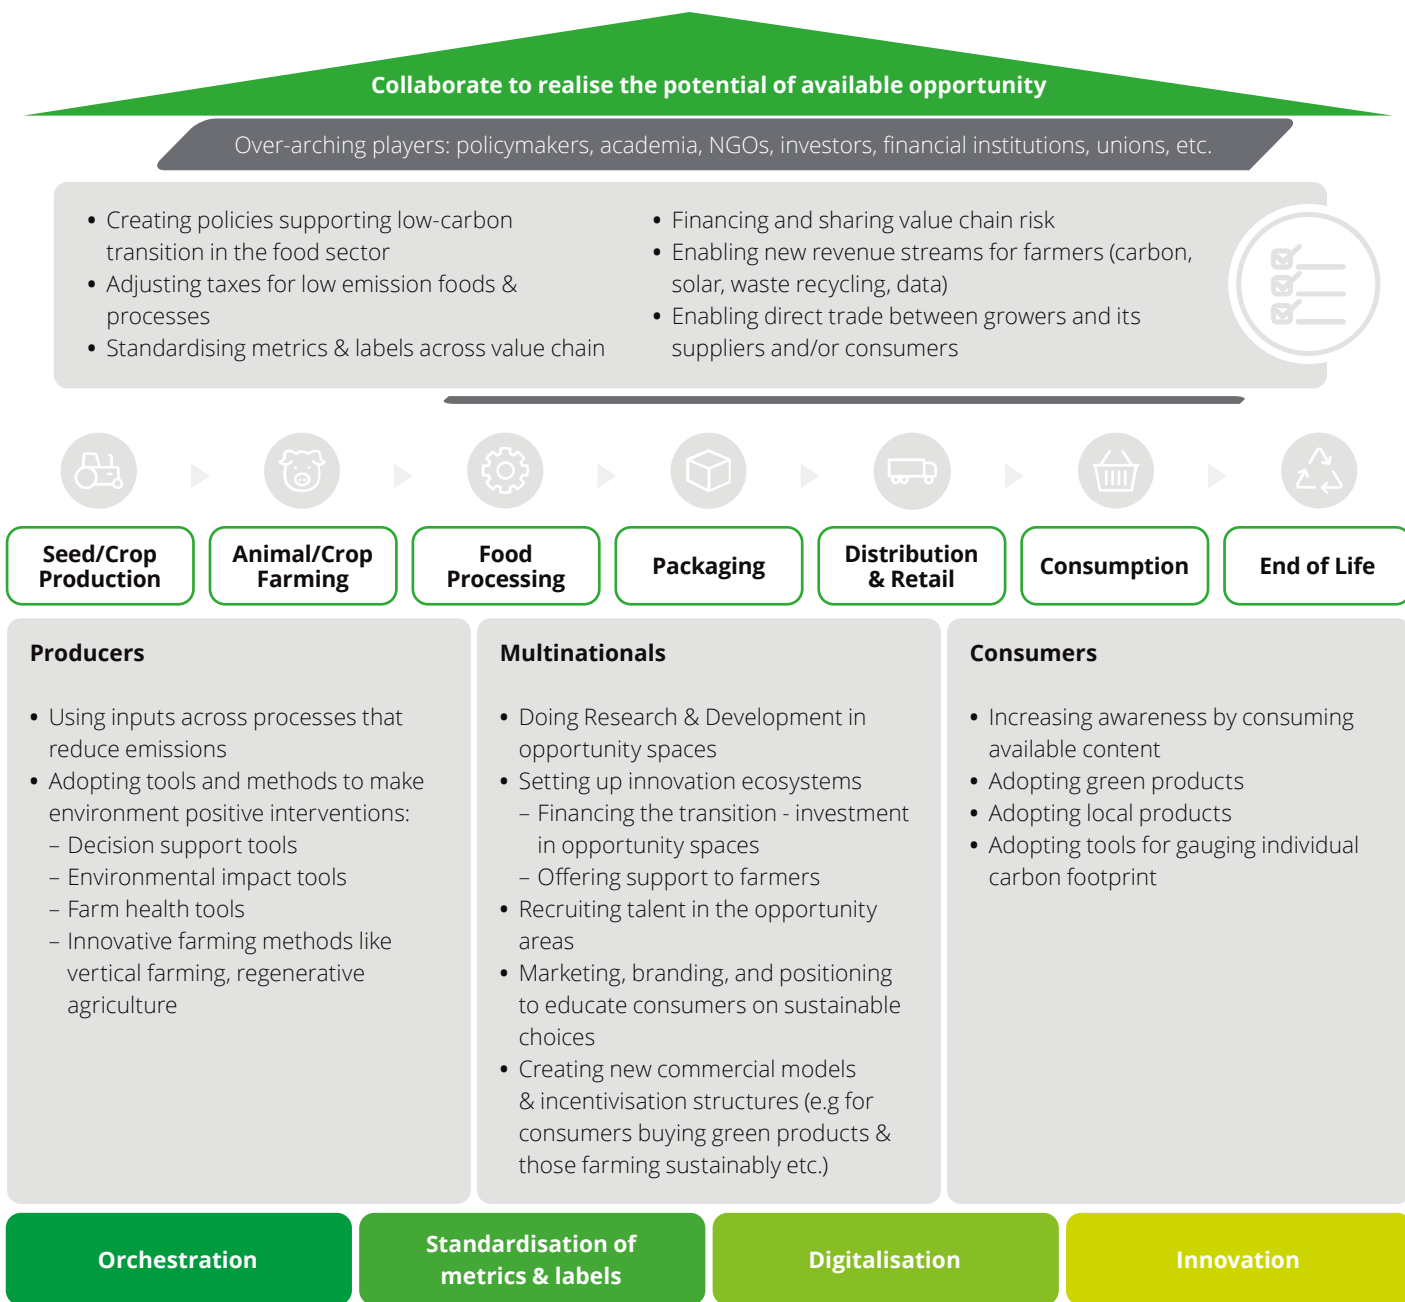 Collaborate to realise the potential of available opportunity
Over-arching players: policymakers, academia, NGOs, investors, financial institutions, unions, etc.
• Creating policies supporting low-carbon
transition in the food sector
• Adjusting taxes for low emission foods &
processes
• Standardising metrics & labels across value chain
• Financing and sharing value chain risk
• Enabling new revenue streams for farmers (carbon,
solar, waste recycling, data)
• Enabling direct trade between growers and its
suppliers and/or consumers
Seed/Crop
Production
Animal/Crop
Farming
Food
Processing
Packaging
Distribution
& Retail
Consumption
End of Life
Producers
• Using inputs across processes that
reduce emissions
• Adopting tools and methods to make
environment positive interventions:
– Decision support tools
– Environmental impact tools
– Farm health tools
– Innovative farming methods like
vertical farming, regenerative
agriculture
Multinationals
• Doing Research & Development in
opportunity spaces
• Setting up innovation ecosystems
– Financing the transition - investment
in opportunity spaces
– Offering support to farmers
• Recruiting talent in the opportunity
areas
• Marketing, branding, and positioning
to educate consumers on sustainable
choices
• Creating new commercial models
& incentivisation structures (e.g for
consumers buying green products &
those farming sustainably etc.)
Consumers
• Increasing awareness by consuming
available content
• Adopting green products
• Adopting local products
• Adopting tools for gauging individual
carbon footprint
Orchestration
Standardisation of
metrics & labels
Digitalisation
Innovation